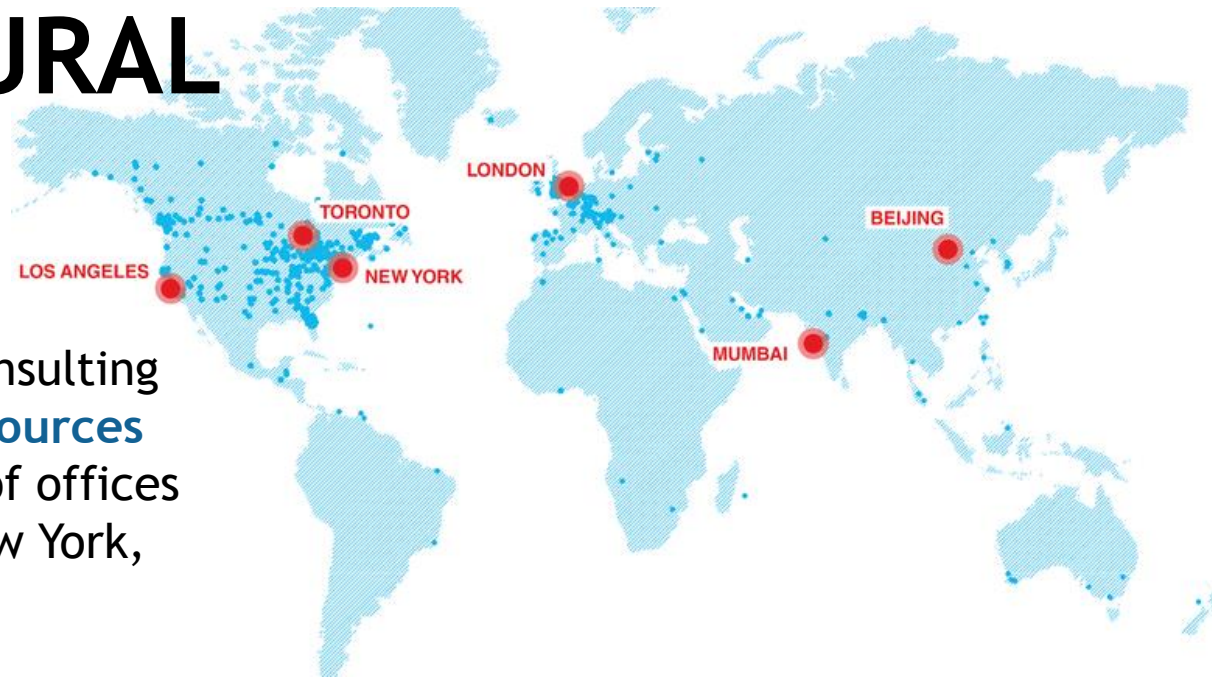 URAL
LONDON
TORONTO
BEIJING
LOS ANGELES
NEW YORK
MUMBAI
nsulting
ources
of offices
w York,